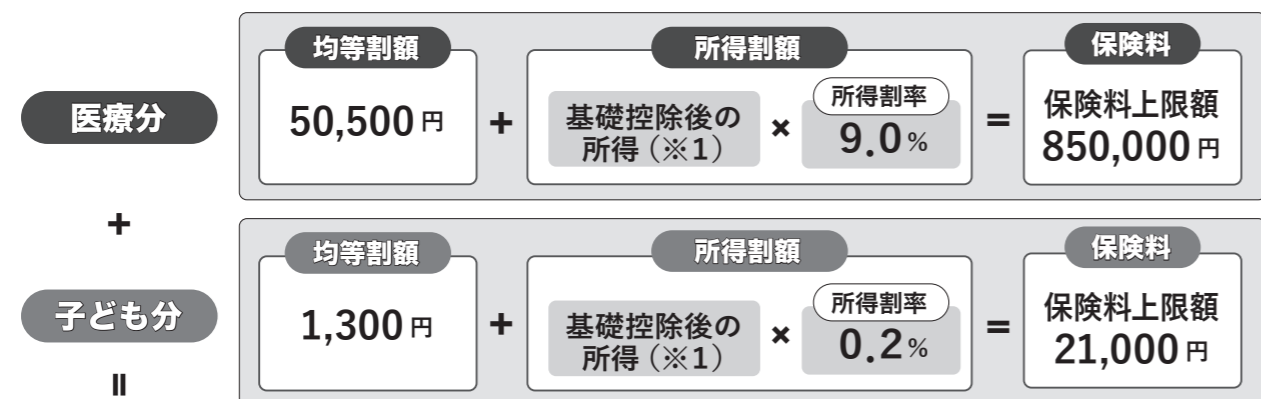 医療分
均等割額
50,500円
+
所得割額
基礎控除後の
所得（※1）
×
所得割率
9.0%
=
保険料
保険料上限額
850,000円
+
子ども分
均等割額
1,300円
+
所得割額
基礎控除後の
所得（※1）
×
所得割率
0.2%
=
保険料
保険料上限額
21,000円
=